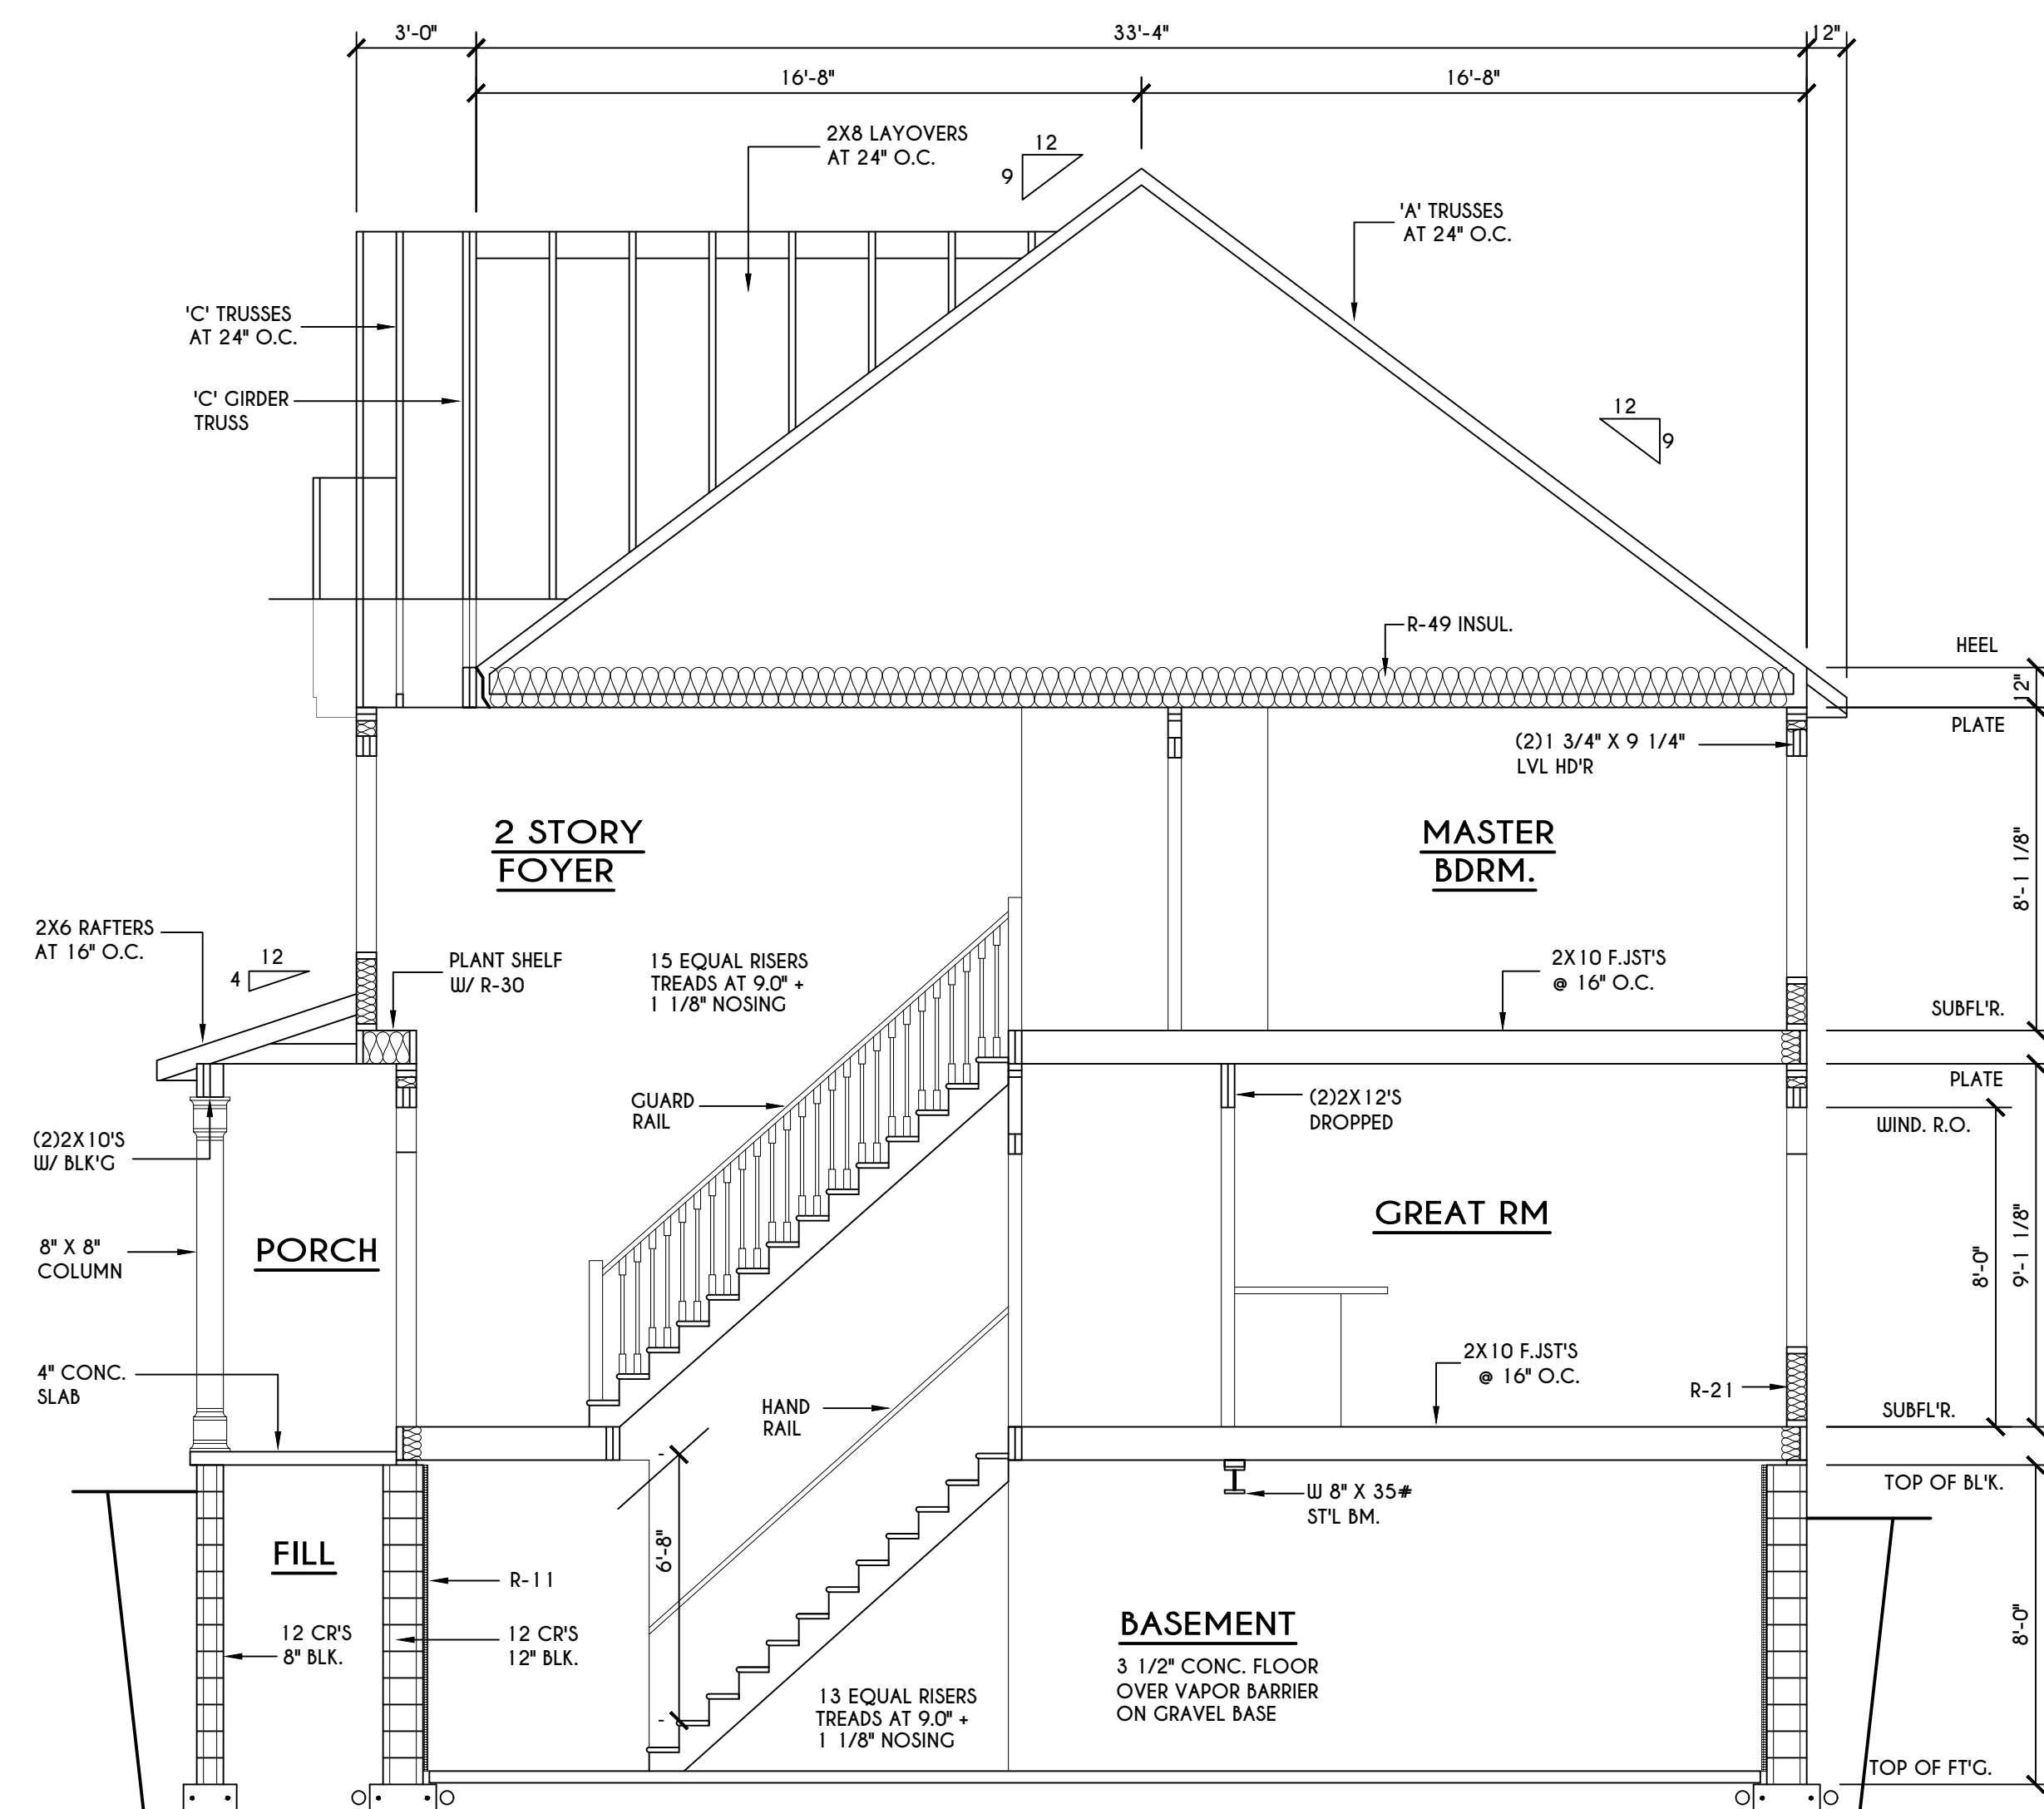 3'-0"
33'-4"
12"
16'-8"
16'-8"
2X8 LAYOVERS
AT 24" O.C.
12
9
'A' TRUSSES
AT 24" O.C.
'C' TRUSSES
AT 24" O.C.
'C' GIRDER
TRUSS
12
9
R-49 INSUL.
HEEL
12"
PLATE
(2)1 3/4" X 9 1/4"
LVL HD'R
2 STORY
FOYER
MASTER
BDRM.
8'-1 1/8"
2X6 RAFTERS
AT 16" O.C.
12
4
PLANT SHELF
W/ R-30
15 EQUAL RISERS
TREADS AT 9.0" +
1 1/8" NOSING
2X10 F.JST'S
@ 16" O.C.
SUBFL'R.
GUARD
RAIL
(2)2X12'S
DROPPED
PLATE
WIND. R.O.
(2)2X10'S
W/ BLK'G
8" X 8"
COLUMN
PORCH
GREAT RM
8'-0"
9'-1 1/8"
4" CONC.
SLAB
HAND
RAIL
2X10 F.JST'S
@ 16" O.C.
R-21
SUBFL'R.
TOP OF BL'K.
W 8" X 35#
ST'L BM.
6'-8"
FILL
R-11
12 CR'S
8" BLK.
12 CR'S
12" BLK.
BASEMENT
3 1/2" CONC. FLOOR
OVER VAPOR BARRIER
ON GRAVEL BASE
13 EQUAL RISERS
TREADS AT 9.0" +
1 1/8" NOSING
8'-0"
TOP OF FT'G.